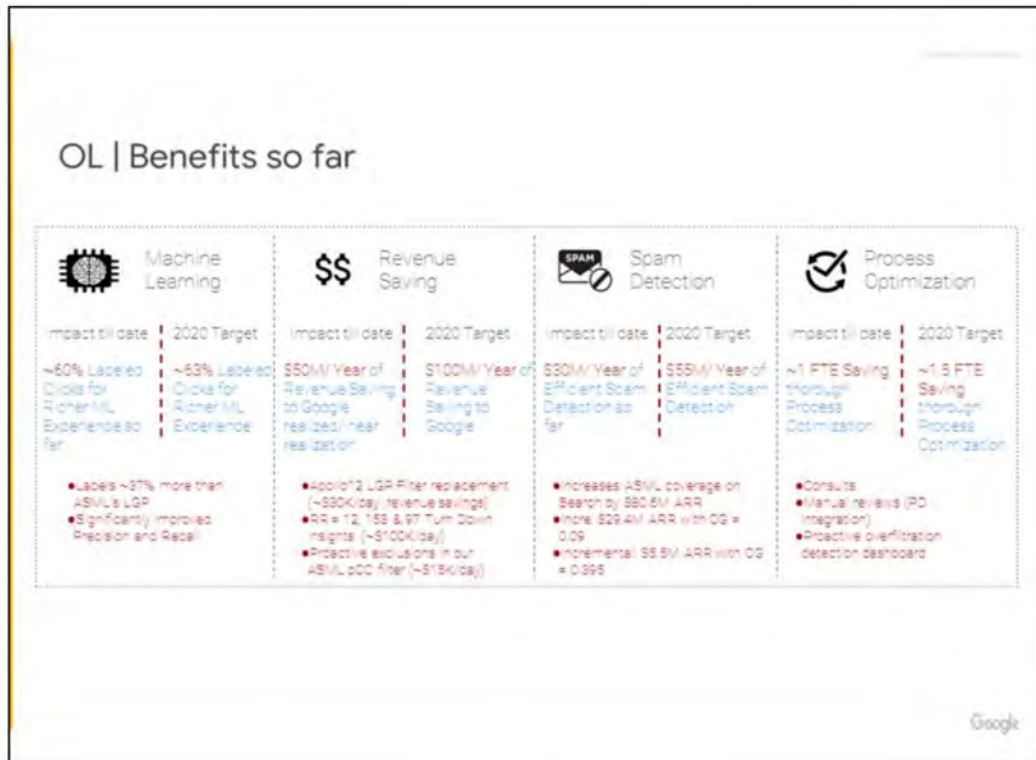 OL | Benefits so far
Machine
Learning
Impact till date
2020 Target
~60% Labeled
Clicks for
Richer ML
Experience so
far
~63% Labeled
Clicks for
Richer ML
Experience
Labels ~37% more than
ASML's LGP
Significantly improved
Precision and Recall
$$
Revenue
Saving
Impact till date
2020 Target
$50M/ Year of
Revenue Saving
to Google
realized/ near
realization
$100M/ Year of
Revenue
Saving to
Google
Apollo12 LGP Filter replacement
(~$30K/day revenue savings)
RR = 12, 153 & 97 Turn Down
Insights (~$100K/day)
Proactive exclusions in our
ASML pCC filter (~$15K/day)
SPAM
Spam
Detection
Impact till date
2020 Target
$30M/ Year of
Efficient Spam
Detection so
far
$55M/ Year of
Efficient Spam
Detection
Increases ASML coverage on
Search by ARR
Incre. $29.4M ARR with CG =
0.09
Incremental $5.5M ARR with CG
= 0.395
Process
Optimization
Impact till date
2020
Target
~1 FTE Saving
thorough
Process
Optimization
~1.5 FTE
Saving
thorough
Process
Optimization
Consults
Manual reviews (PD
Integration)
Proactive overfiltration
detection dashboard
Google